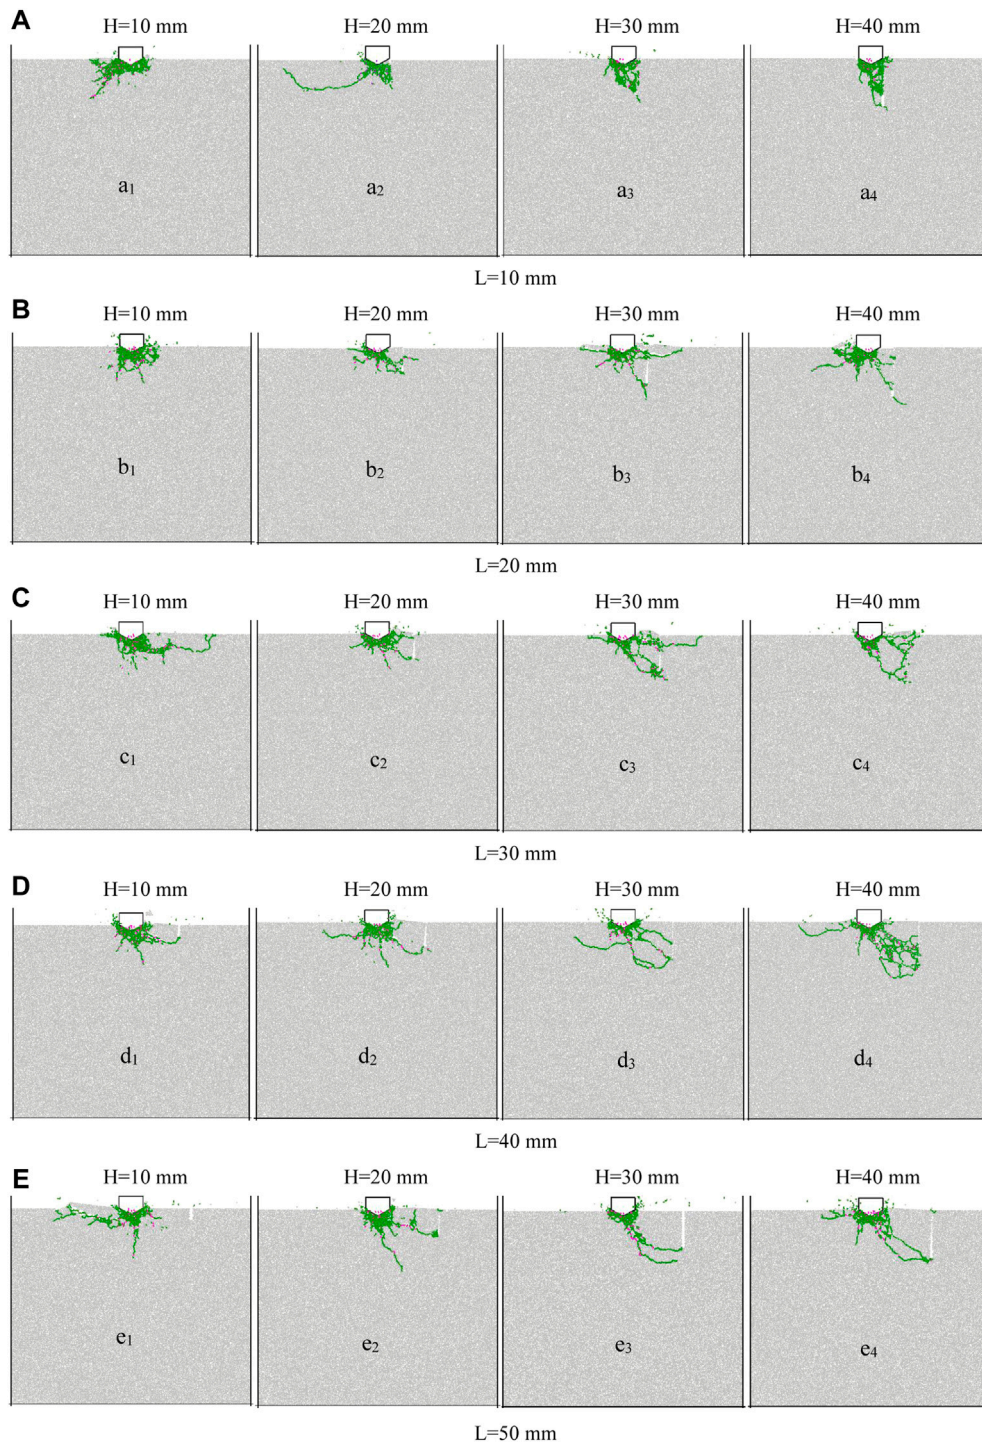 A
H=10 mm H=20 mm H=30 mm H=40 mm
a1 a2 a3 a4
L=10 mm
B
H=10 mm H=20 mm H=30 mm H=40 mm
b1 b2 b3 b4
L=20 mm
C
H=10 mm H=20 mm H=30 mm H=40 mm
c1 c2 c3 c4
L=30 mm
D
H=10 mm H=20 mm H=30 mm H=40 mm
d1 d2 d3 d4
L=40 mm
E
H=10 mm H=20 mm H=30 mm H=40 mm
e1 e2 e3 e4
L=50 mm